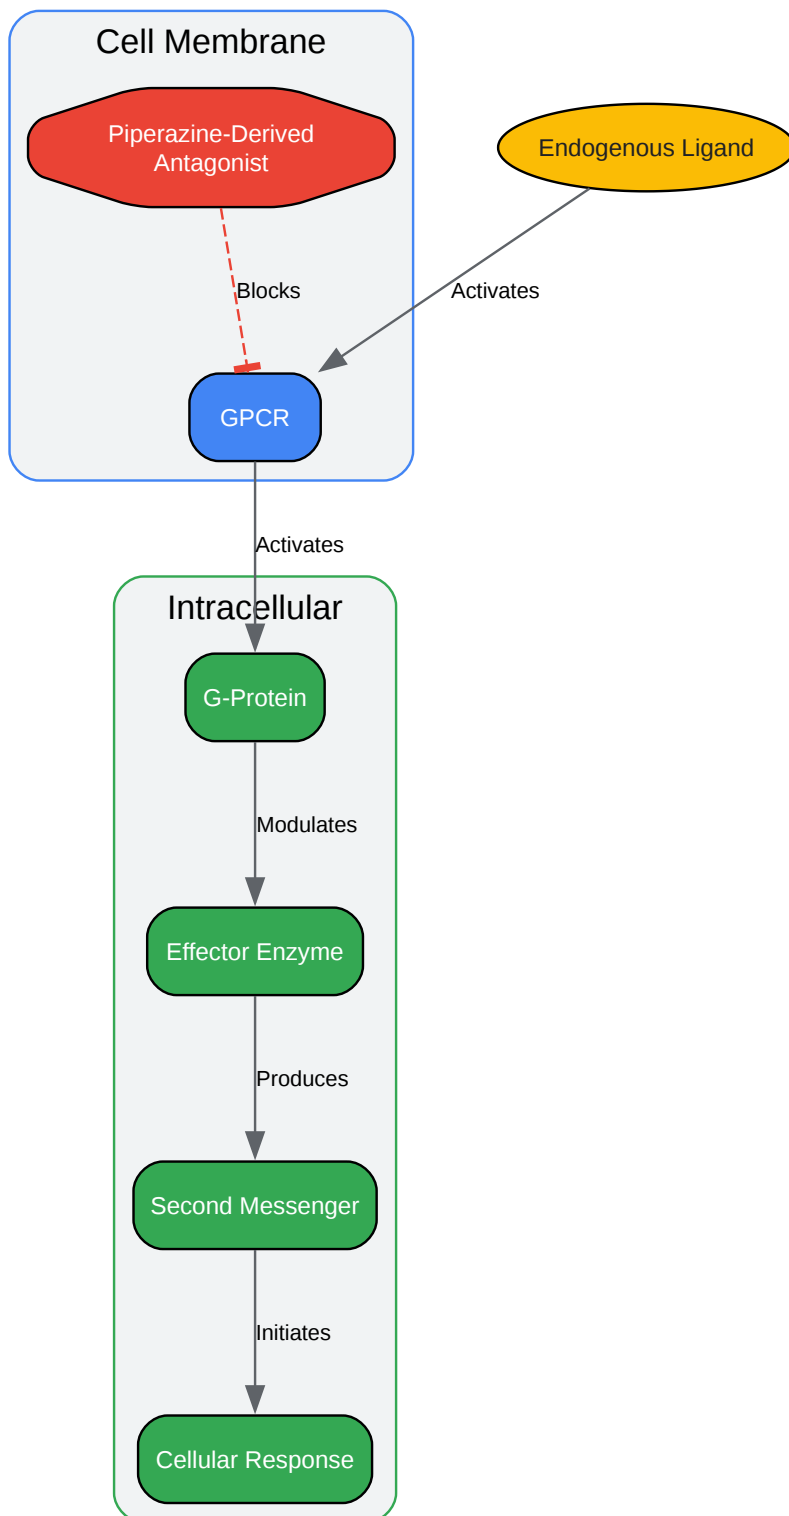 Cell Membrane
Piperazine-Derived
Antagonist
Endogenous Ligand
Blocks
Activates
GPCR
Activates
Intracellular
G-Protein
Modulates
Effector Enzyme
Produces
Second Messenger
Initiates
Cellular Response